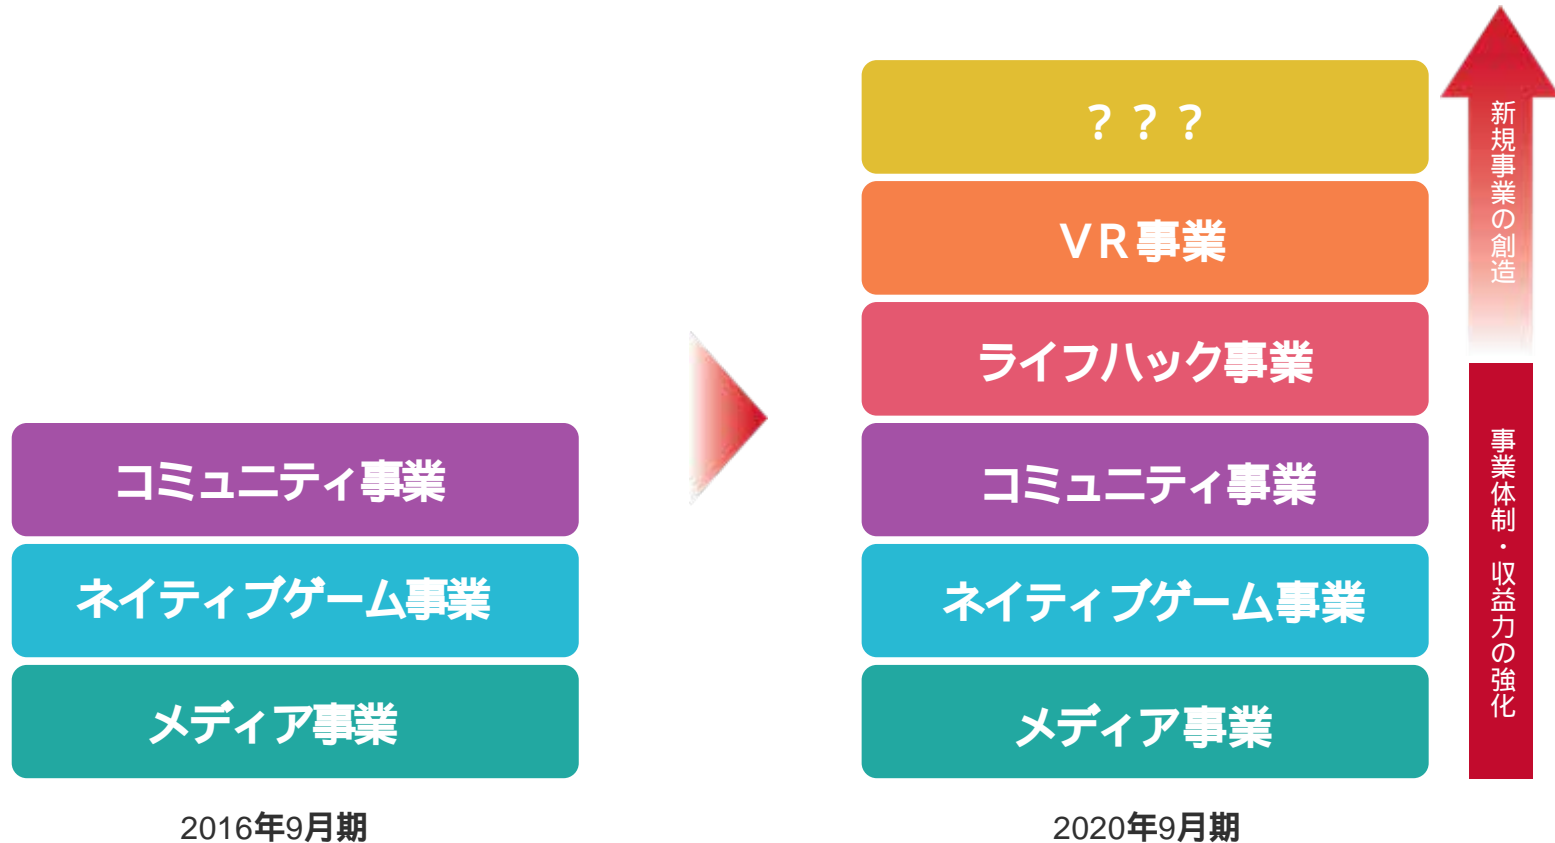 コミュニティ事業
ネイティブゲーム事業
メディア事業
2016年9月期
？？？
VR事業
ライフハック事業
コミュニティ事業
ネイティブゲーム事業
メディア事業
2020年9月期
新規事業の創造
事業体制・収益力の強化